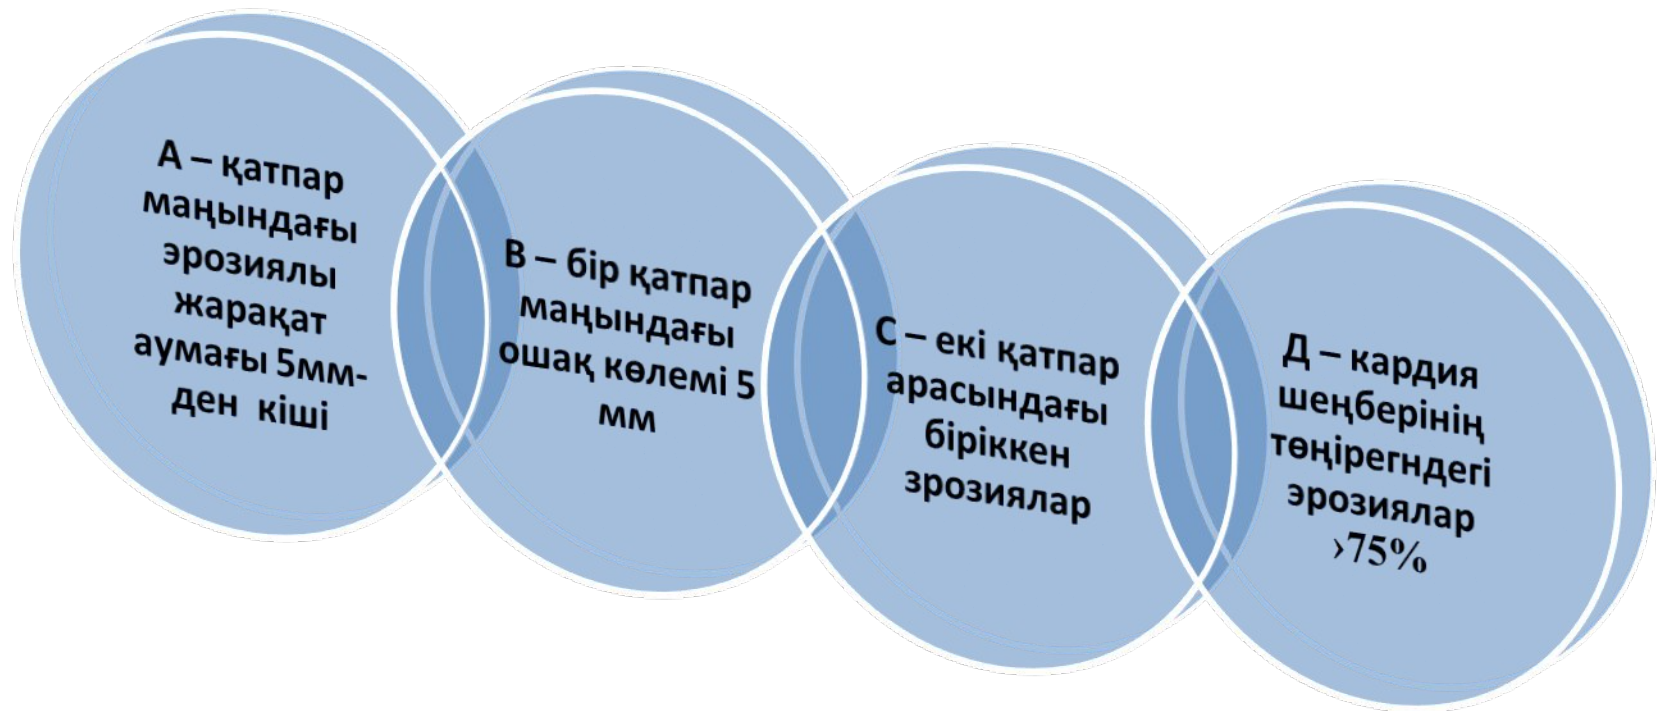 А – қатпар
маңындағы
эрозиялы
жарақат
аумағы 5мм-
ден кіші
В – бір қатпар
маңындағы
ошақ көлемі 5
мм
С – екі қатпар
арасындағы
біріккен
зрозиялар
Д – кардия
шеңберінің
төңірегндегі
эрозиялар
›75%